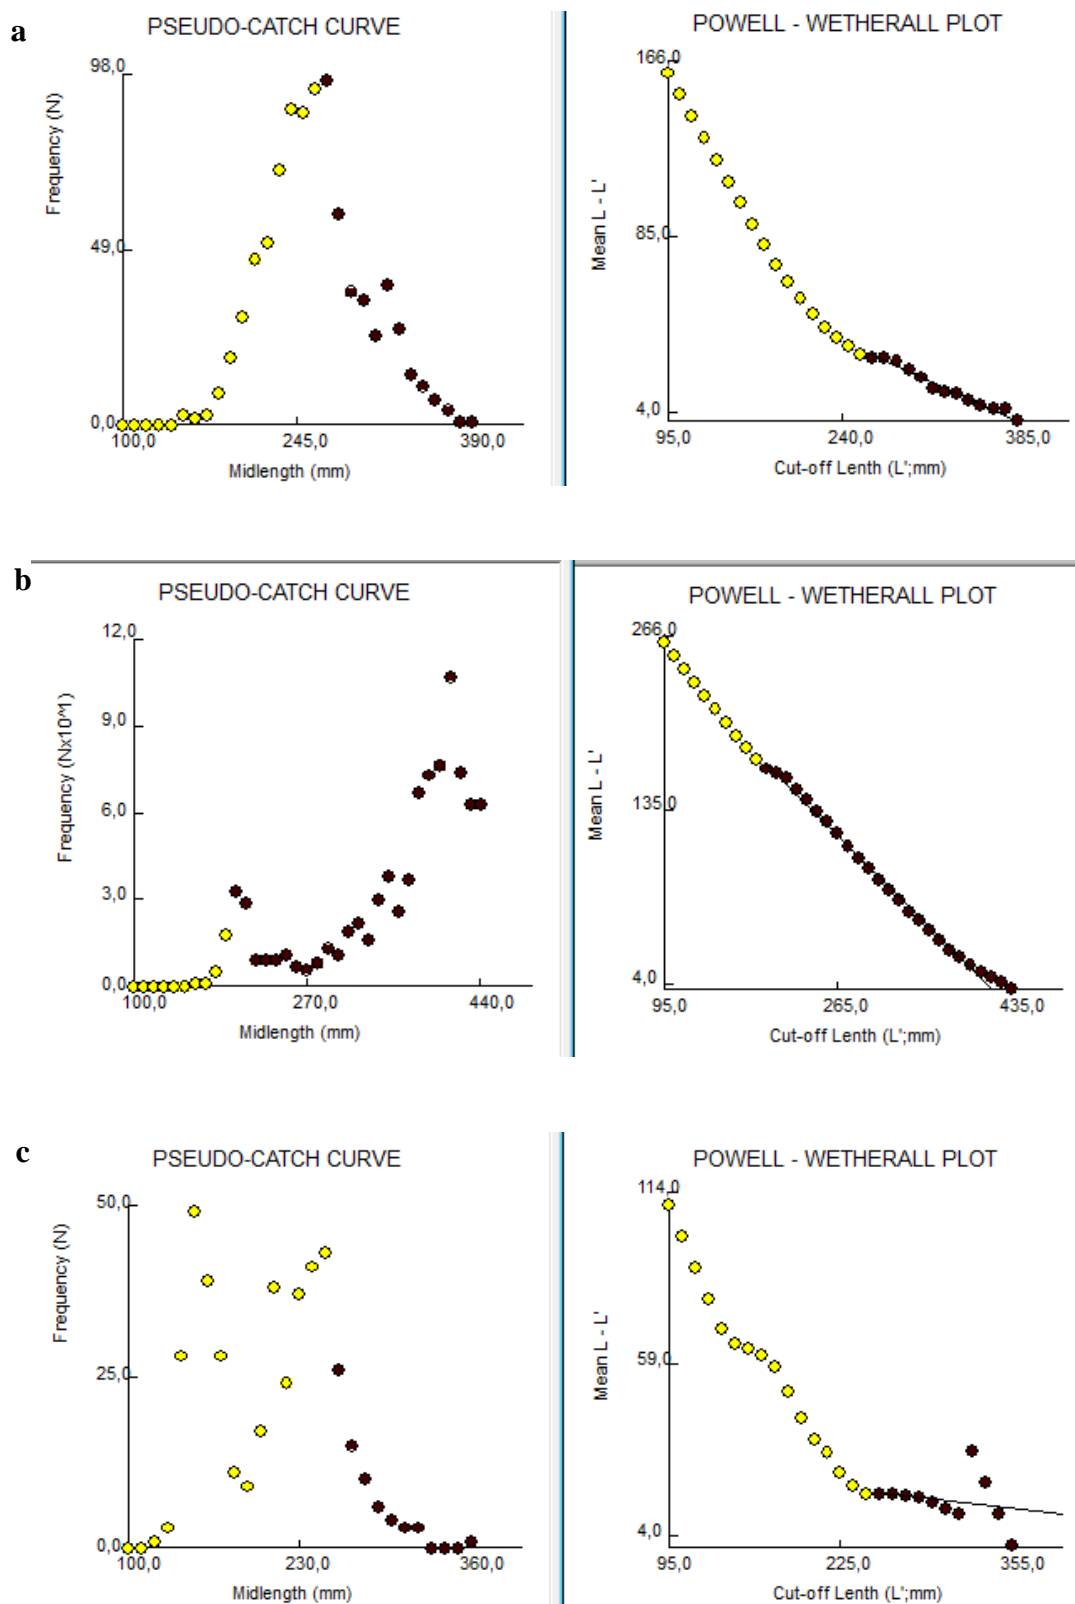 a
PSEUDO-CATCH CURVE
98,0
49,0
0,0
Frequency (N)
100,0 245,0 390,0
Midlength (mm)
POWELL - WETHERALL PLOT
166,0
85,0
4,0
Mean L - L'
95,0 240,0 385,0
Cut-off Lenth (L';mm)
b
PSEUDO-CATCH CURVE
12,0
9,0
6,0
3,0
0,0
Frequency (Nx10^1)
100,0 270,0 440,0
Midlength (mm)
POWELL - WETHERALL PLOT
266,0
135,0
4,0
Mean L - L'
95,0 265,0 435,0
Cut-off Lenth (L';mm)
c
PSEUDO-CATCH CURVE
50,0
25,0
0,0
Frequency (N)
100,0 230,0 360,0
Midlength (mm)
POWELL - WETHERALL PLOT
114,0
59,0
4,0
Mean L - L'
95,0 225,0 355,0
Cut-off Lenth (L';mm)